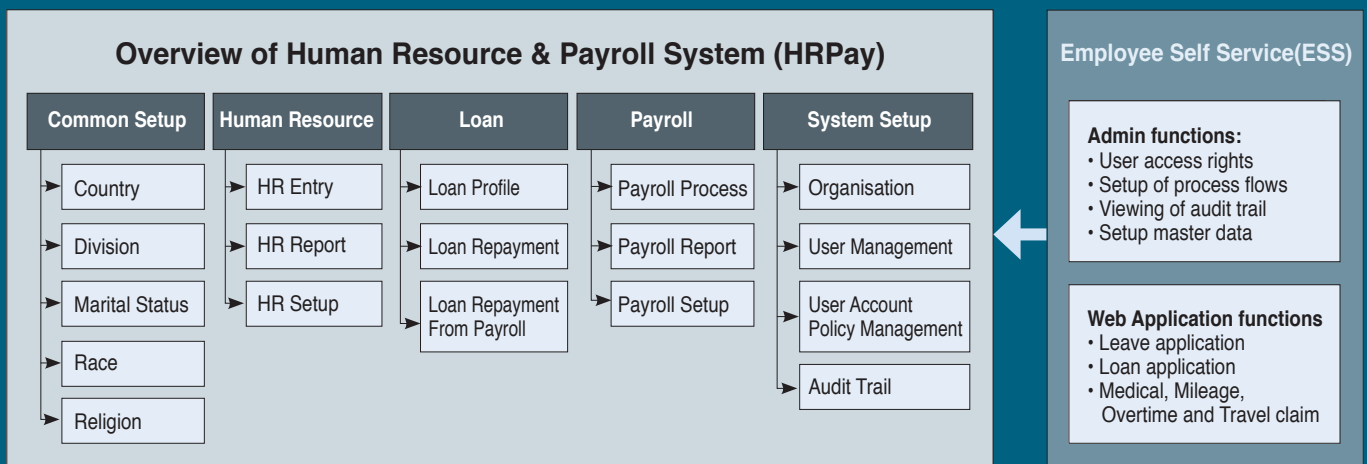 Overview of Human Resource & Payroll System (HRPay)
Common Setup
Country
Division
Marital Status
Race
Religion
Human Resource
HR Entry
HR Report
HR Setup
Loan
Loan Profile
Loan Repayment
Loan Repayment
From Payroll
Payroll
Payroll Process
Payroll Report
Payroll Setup
System Setup
Organisation
User Management
User Account
Policy Management
Audit Trail
Employee Self Service(ESS)
Admin functions:
• User access rights
• Setup of process flows
• Viewing of audit trail
• Setup master data
Web Application functions
• Leave application
• Loan application
• Medical, Mileage,
Overtime and Travel claim